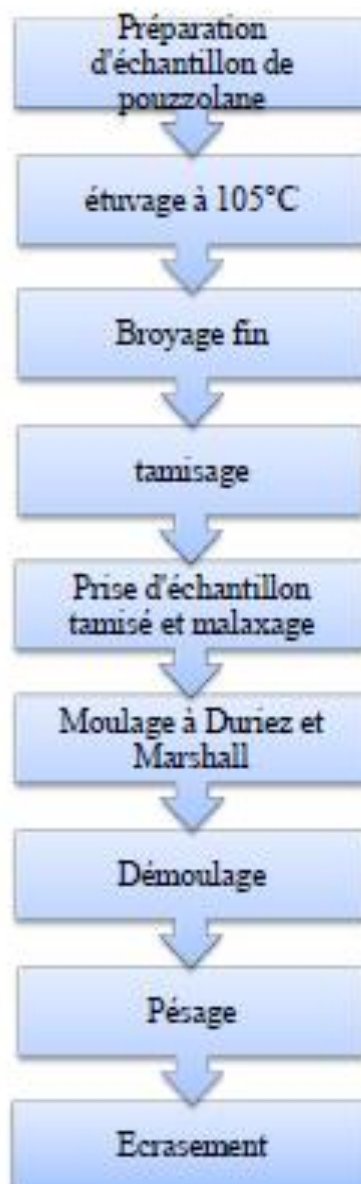 Préparation
d'échantillon de
pouzzolane
étuvage à 105°C
Broyage fin
tamisage
Prise d'échantillon
tamisé et malaxage
Moulage à Duriez et
Marshall
Démoulage
Pésage
Ecrasement